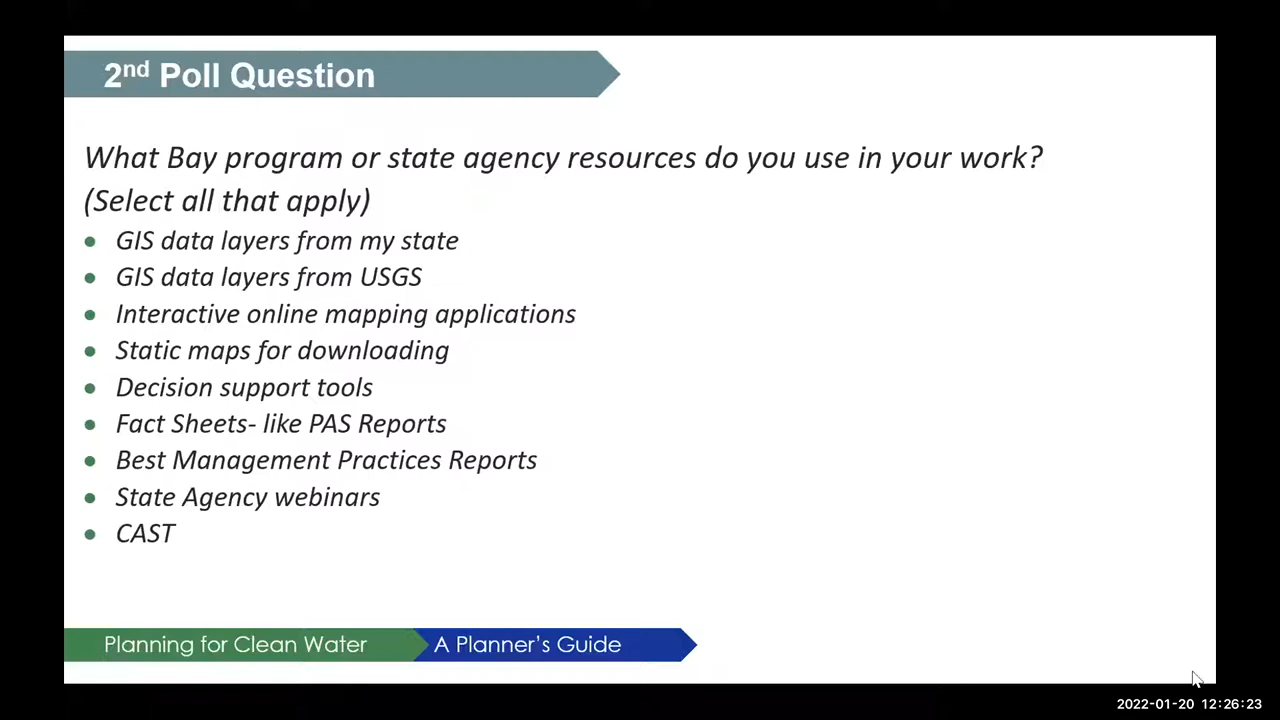 2nd Poll Question
What Bay program or state agency resources do you use in your work?
(Select all that apply)
• GIS data layers from my state
• GIS data layers from USGS
• Interactive online mapping applications
• Static maps for downloading
• Decision support tools
• Fact Sheets- like PAS Reports
• Best Management Practices Reports
• State Agency webinars
• CAST
Planning for Clean Water A Planner's Guide
2022-01-20 12:26:23